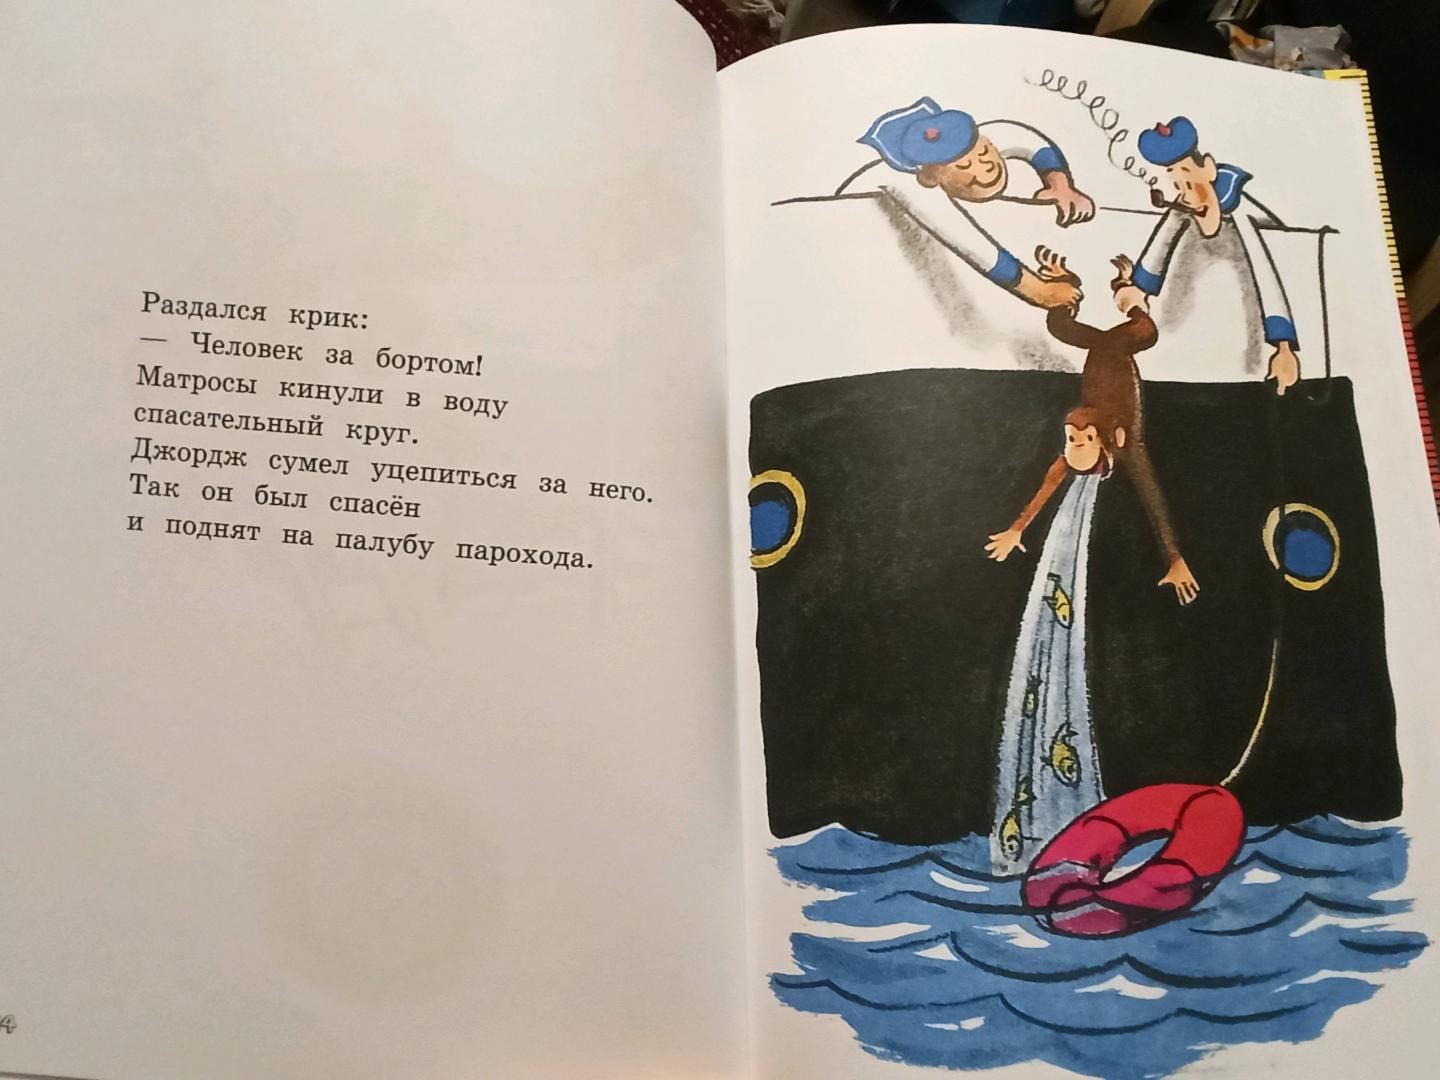 Раздался крик:
— Человек за бортом!
Матросы кинули в воду
спасательный круг.
Джордж сумел уцепиться за него.
Так он был спасён
и поднят на палубу парохода.